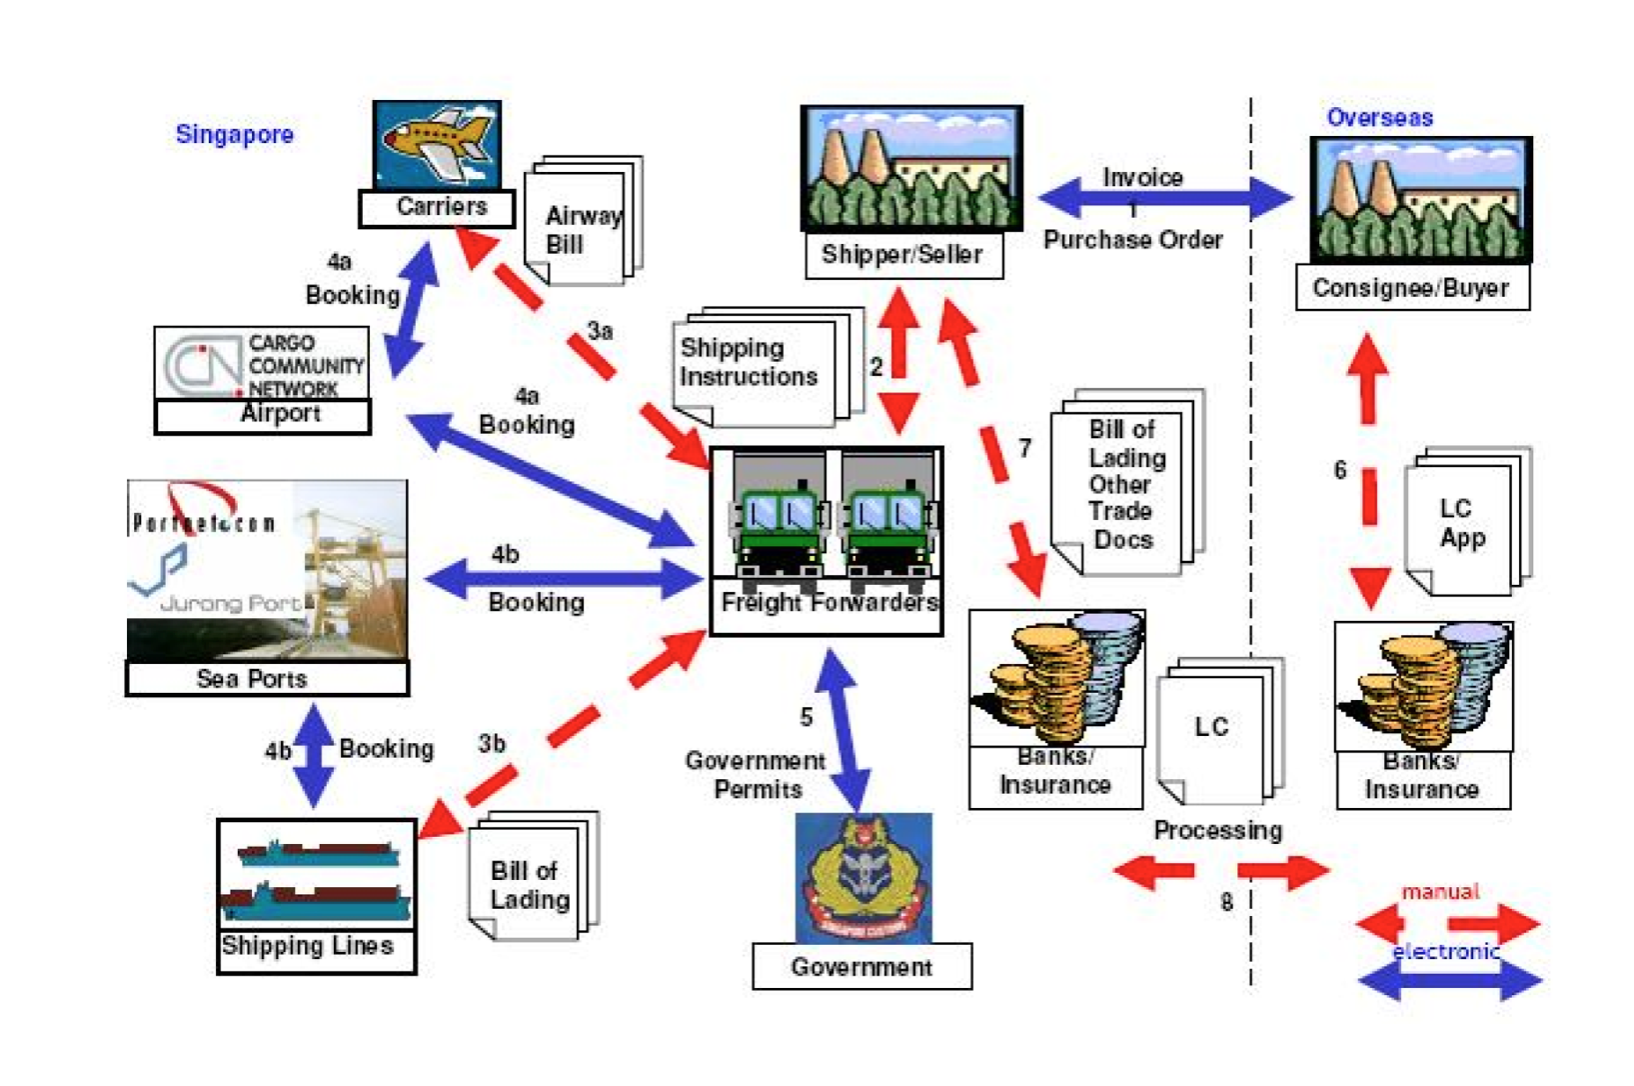 Singapore
Overseas
Carriers
Airway
Bill
Shipper/Seller
Invoice
1
Purchase Order
Consignee/Buyer
4a
Booking
3a
CARGO
COMMUNITY
NETWORK
Airport
4a
Booking
Shipping
Instructions
2
7
Bill of
Lading
Other
Trade
Docs
6
LC
App
Portnet.com
Jurong Port
Sea Ports
4b
Booking
Freight Forwarders
4b
Booking
3b
5
Government
Permits
Banks/
Insurance
LC
Banks/
Insurance
Processing
8
Bill of
Lading
Shipping Lines
SINGAPORE CUSTOMS
Government
manual
electronic